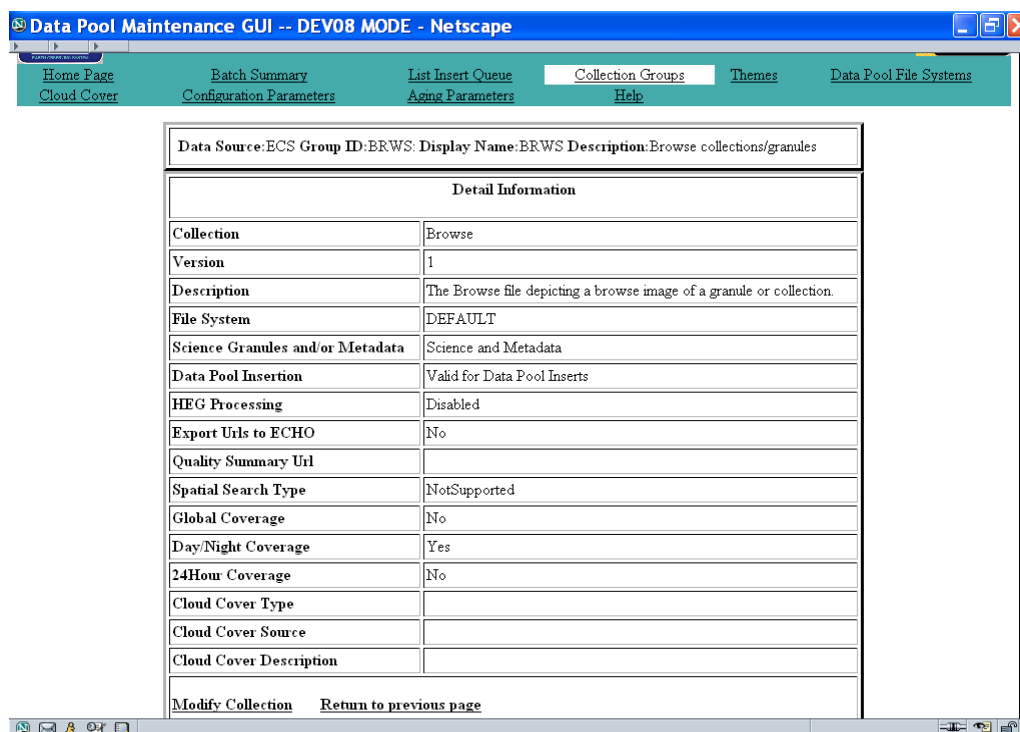 Data Pool Maintenance GUI -- DEV08 MODE - Netscape
Home Page Batch Summary List Insert Queue Collection Groups Themes Data Pool File Systems
Cloud Cover Configuration Parameters Aging Parameters Help
Data Source:ECS Group ID:BRWS: Display Name:BRWS Description:Browse collections/granules
Detail Information
Collection Browse
Version 1
Description The Browse file depicting a browse image of a granule or collection.
File System DEFAULT
Science Granules and/or Metadata Science and Metadata
Data Pool Insertion Valid for Data Pool Inserts
HEG Processing Disabled
Export Urls to ECHO No
Quality Summary Url
Spatial Search Type NotSupported
Global Coverage No
Day/Night Coverage Yes
24Hour Coverage No
Cloud Cover Type
Cloud Cover Source
Cloud Cover Description
Modify Collection Return to previous page